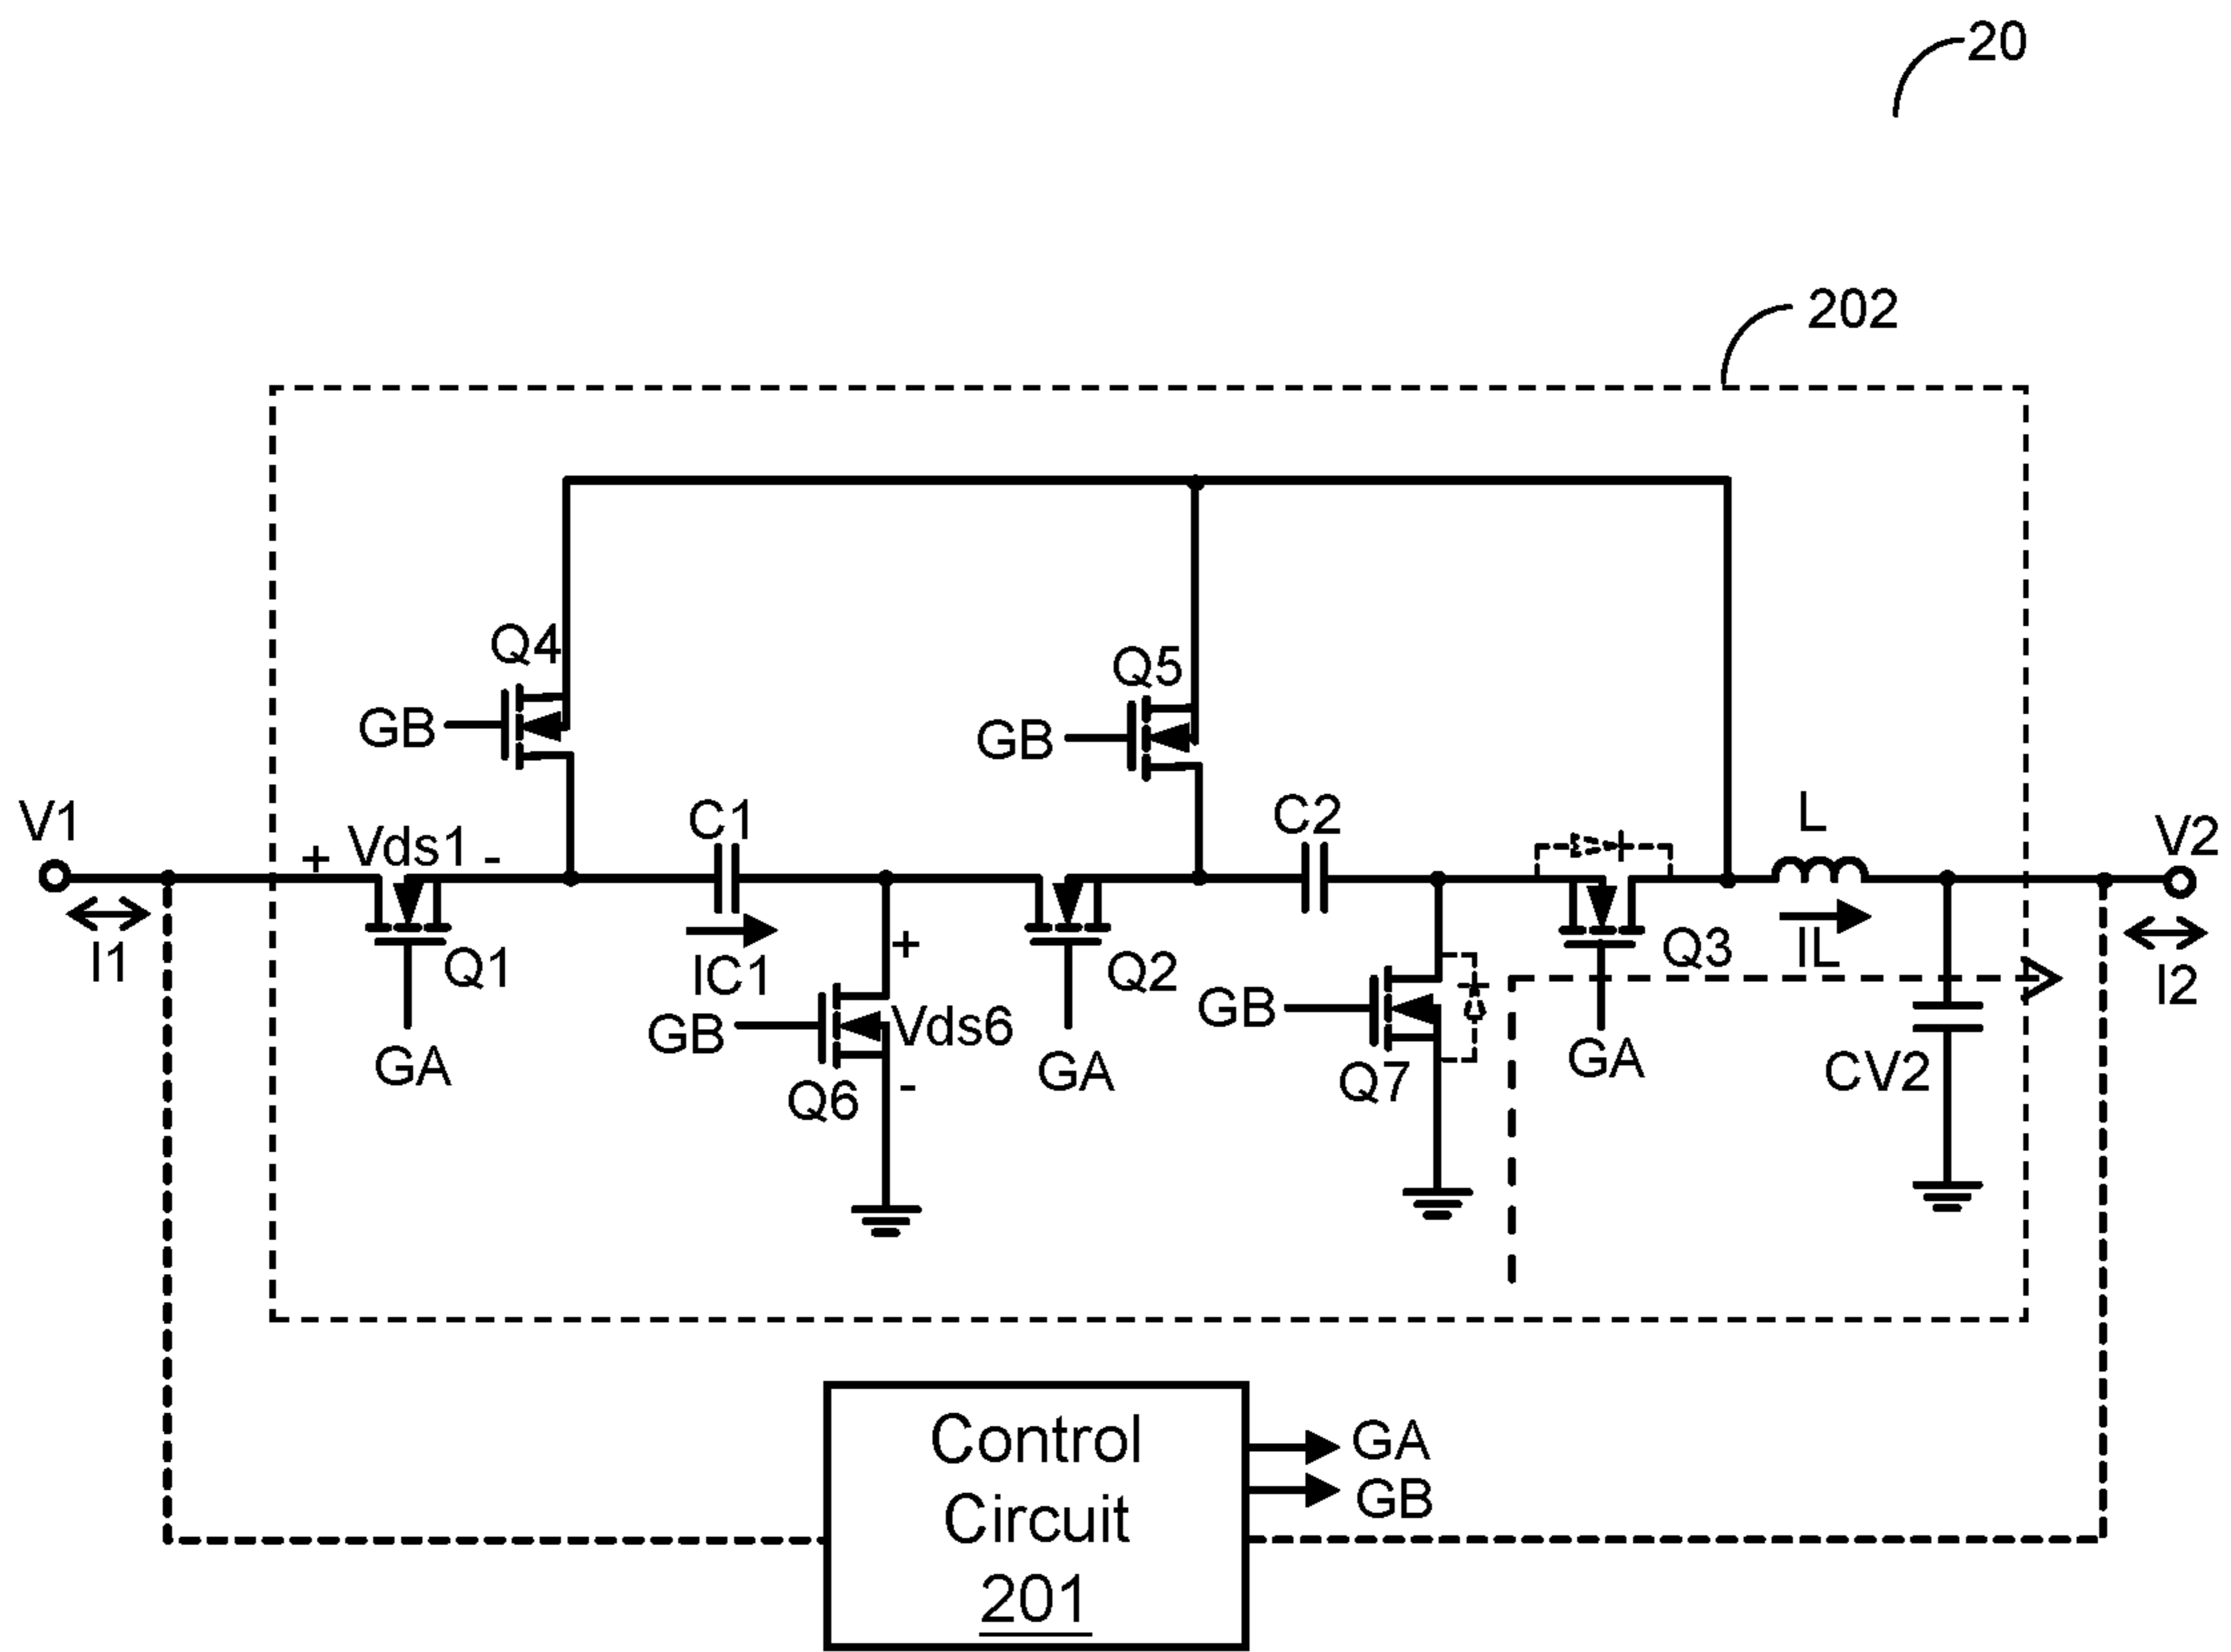 20
202
Q4
Q5
GB
GB
V1
+ Vds1 -
C1
C2
L
V2
I1
Q1
IC1
+
Q2
Q3
IL
I2
GB
Vds6
GB
GA
Q6
-
GA
Q7
GA
CV2
Control
Circuit
201
GA
GB